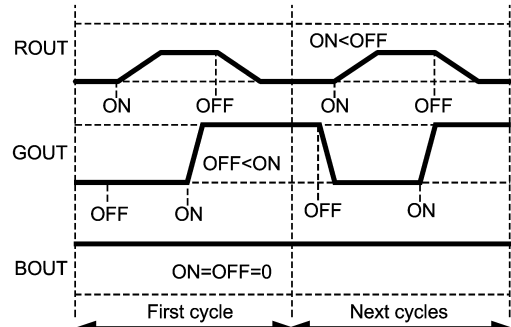 ROUT
ON<OFF
ON OFF ON OFF
GOUT
OFF<ON
OFF ON OFF ON
BOUT
ON=OFF=0
First cycle Next cycles